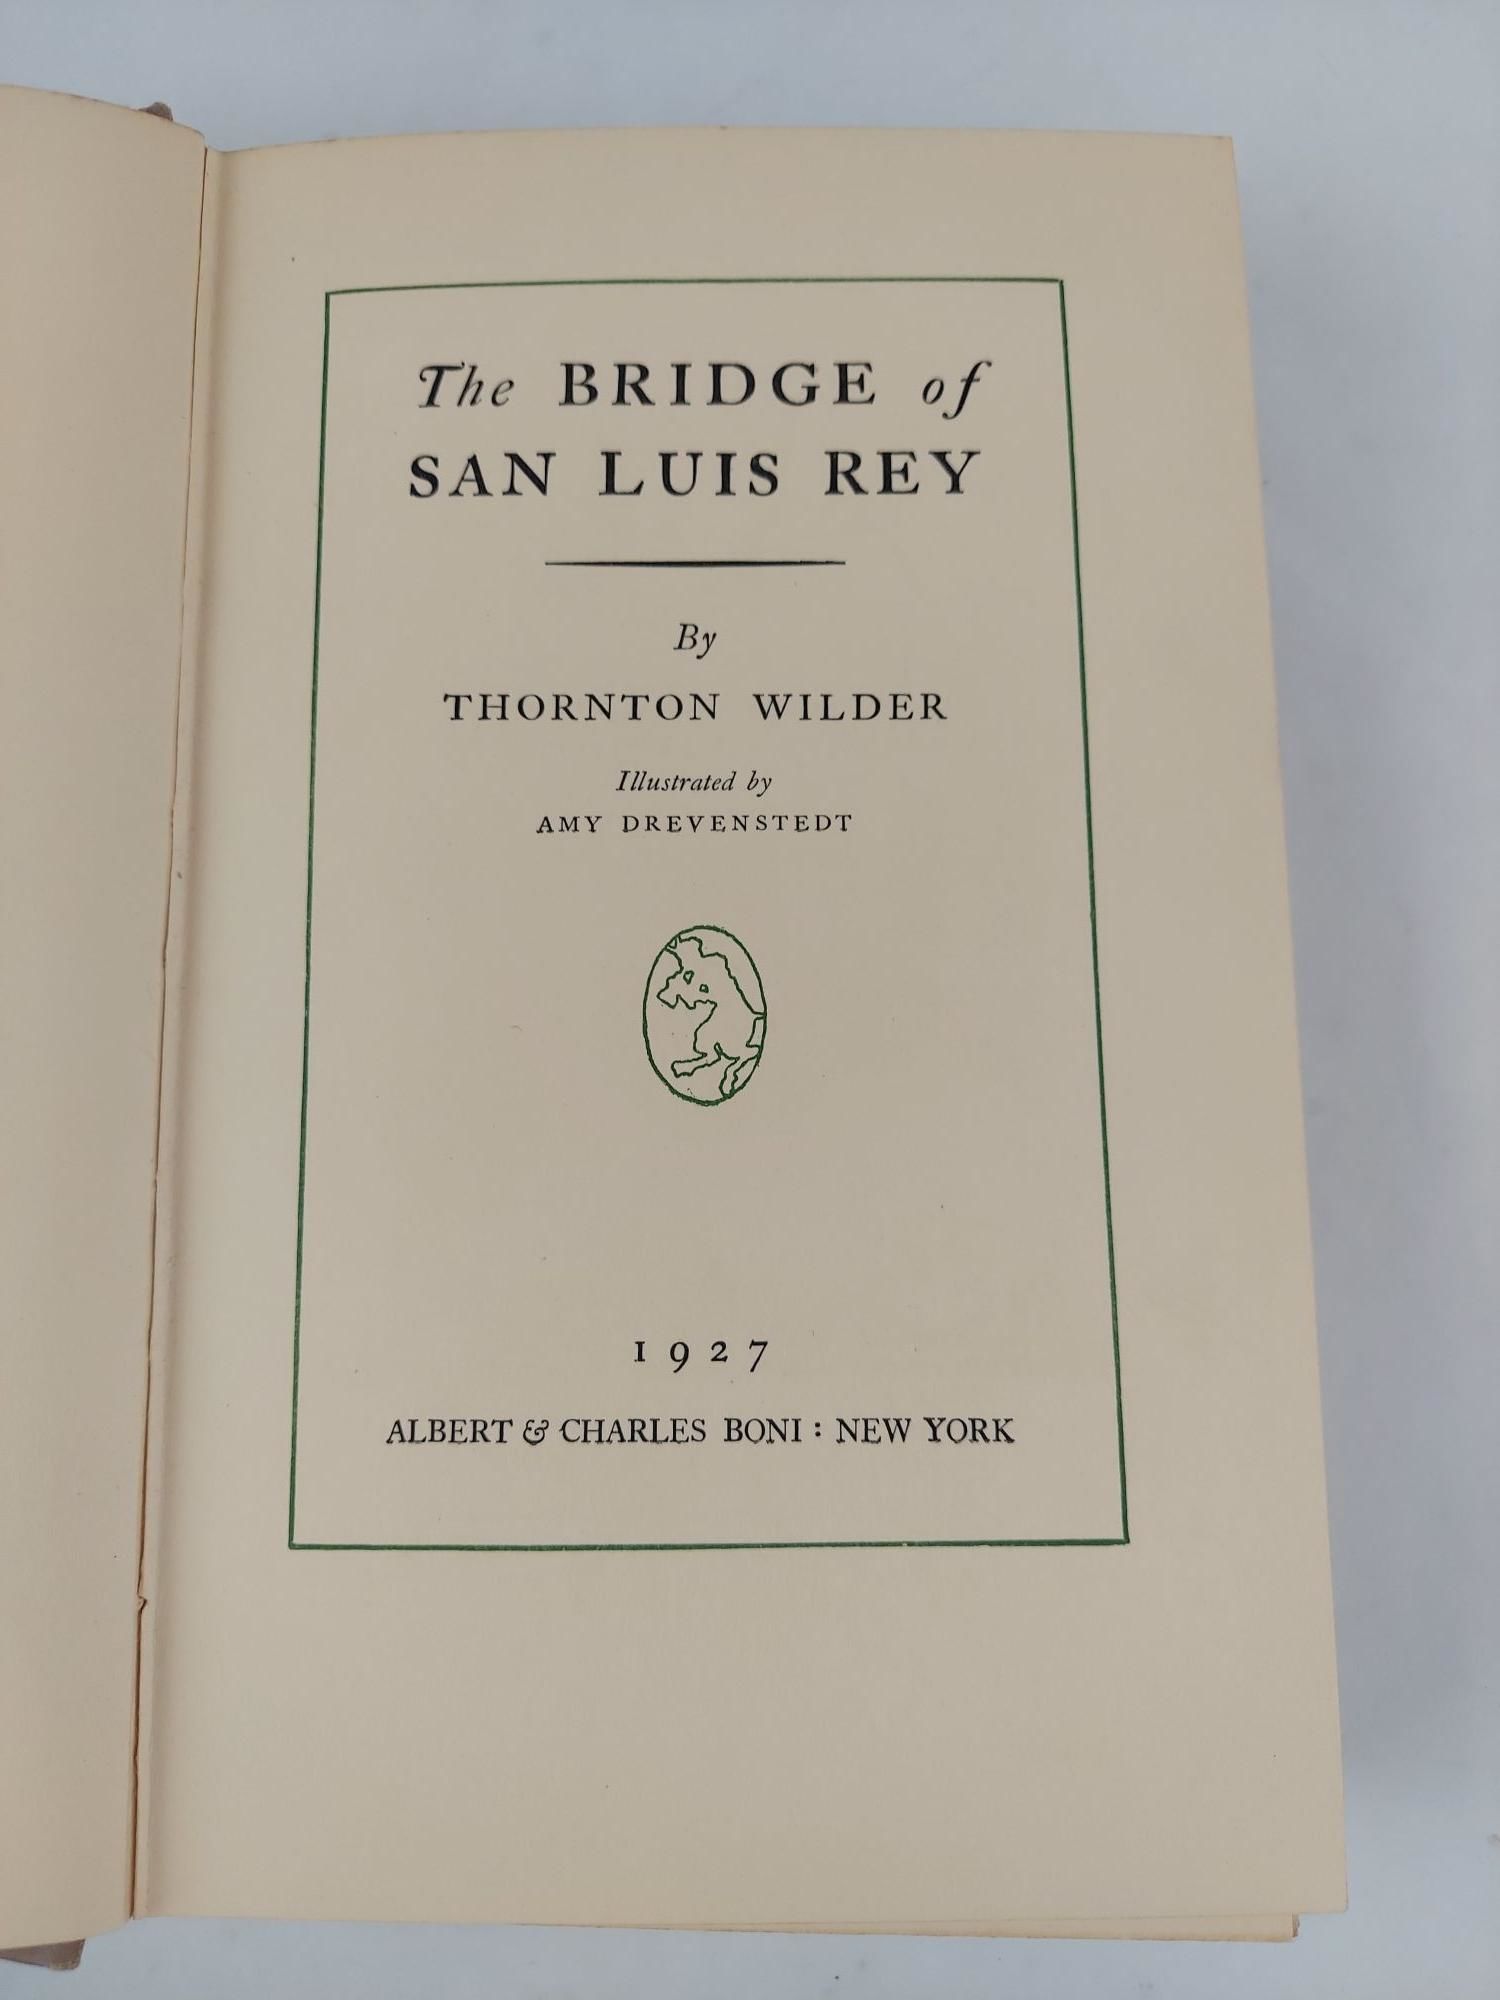 The BRIDGE of
SAN LUIS REY
By
THORNTON WILDER
Illustrated by
AMY DREVENSTEDT
1927
ALBERT & CHARLES BONI : NEW YORK